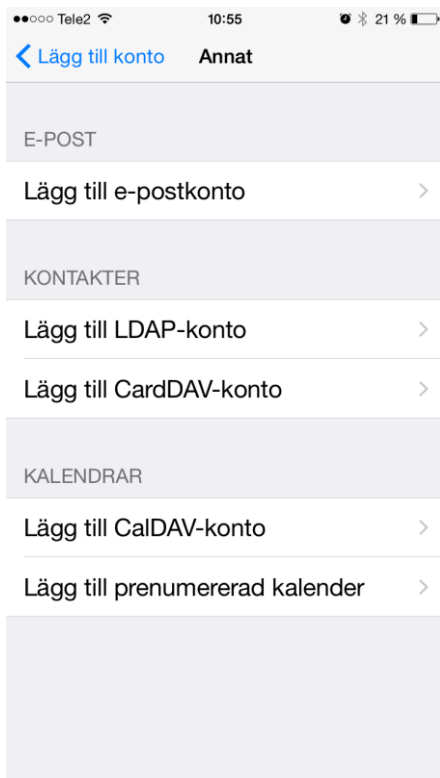 Tele2 10:55 21 %
Lägg till konto Annat
E-POST
Lägg till e-postkonto
KONTAKTER
Lägg till LDAP-konto
Lägg till CardDAV-konto
KALENDRAR
Lägg till CalDAV-konto
Lägg till prenumererad kalender